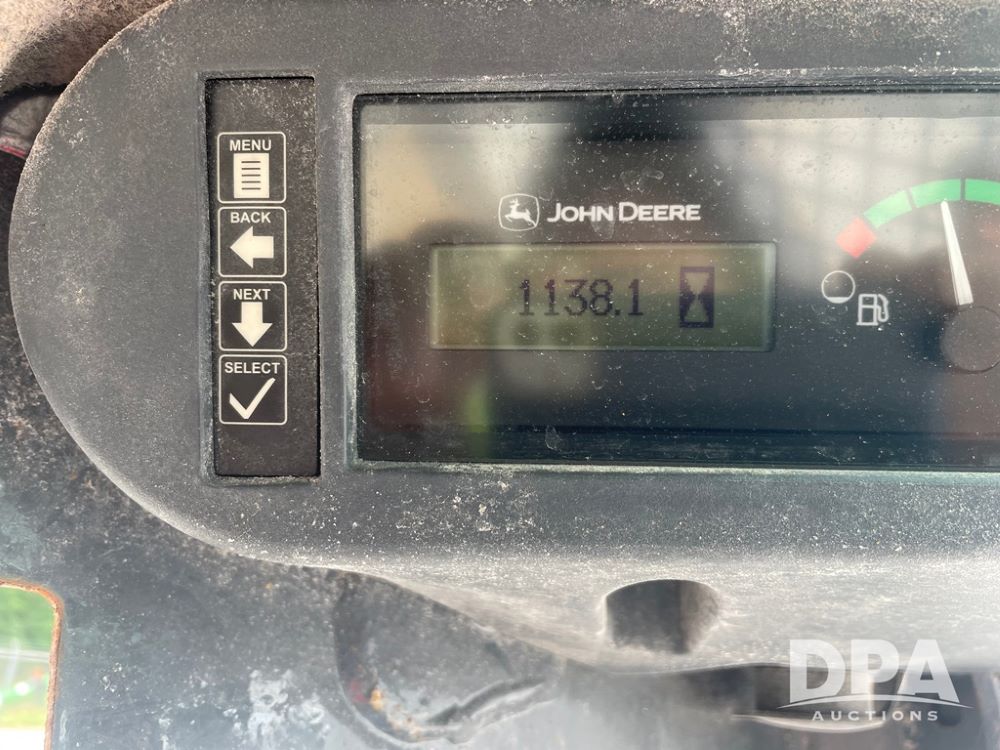 MENU
BACK
NEXT
SELECT
JOHN DEERE
1138.1
DPA
AUCTIONS